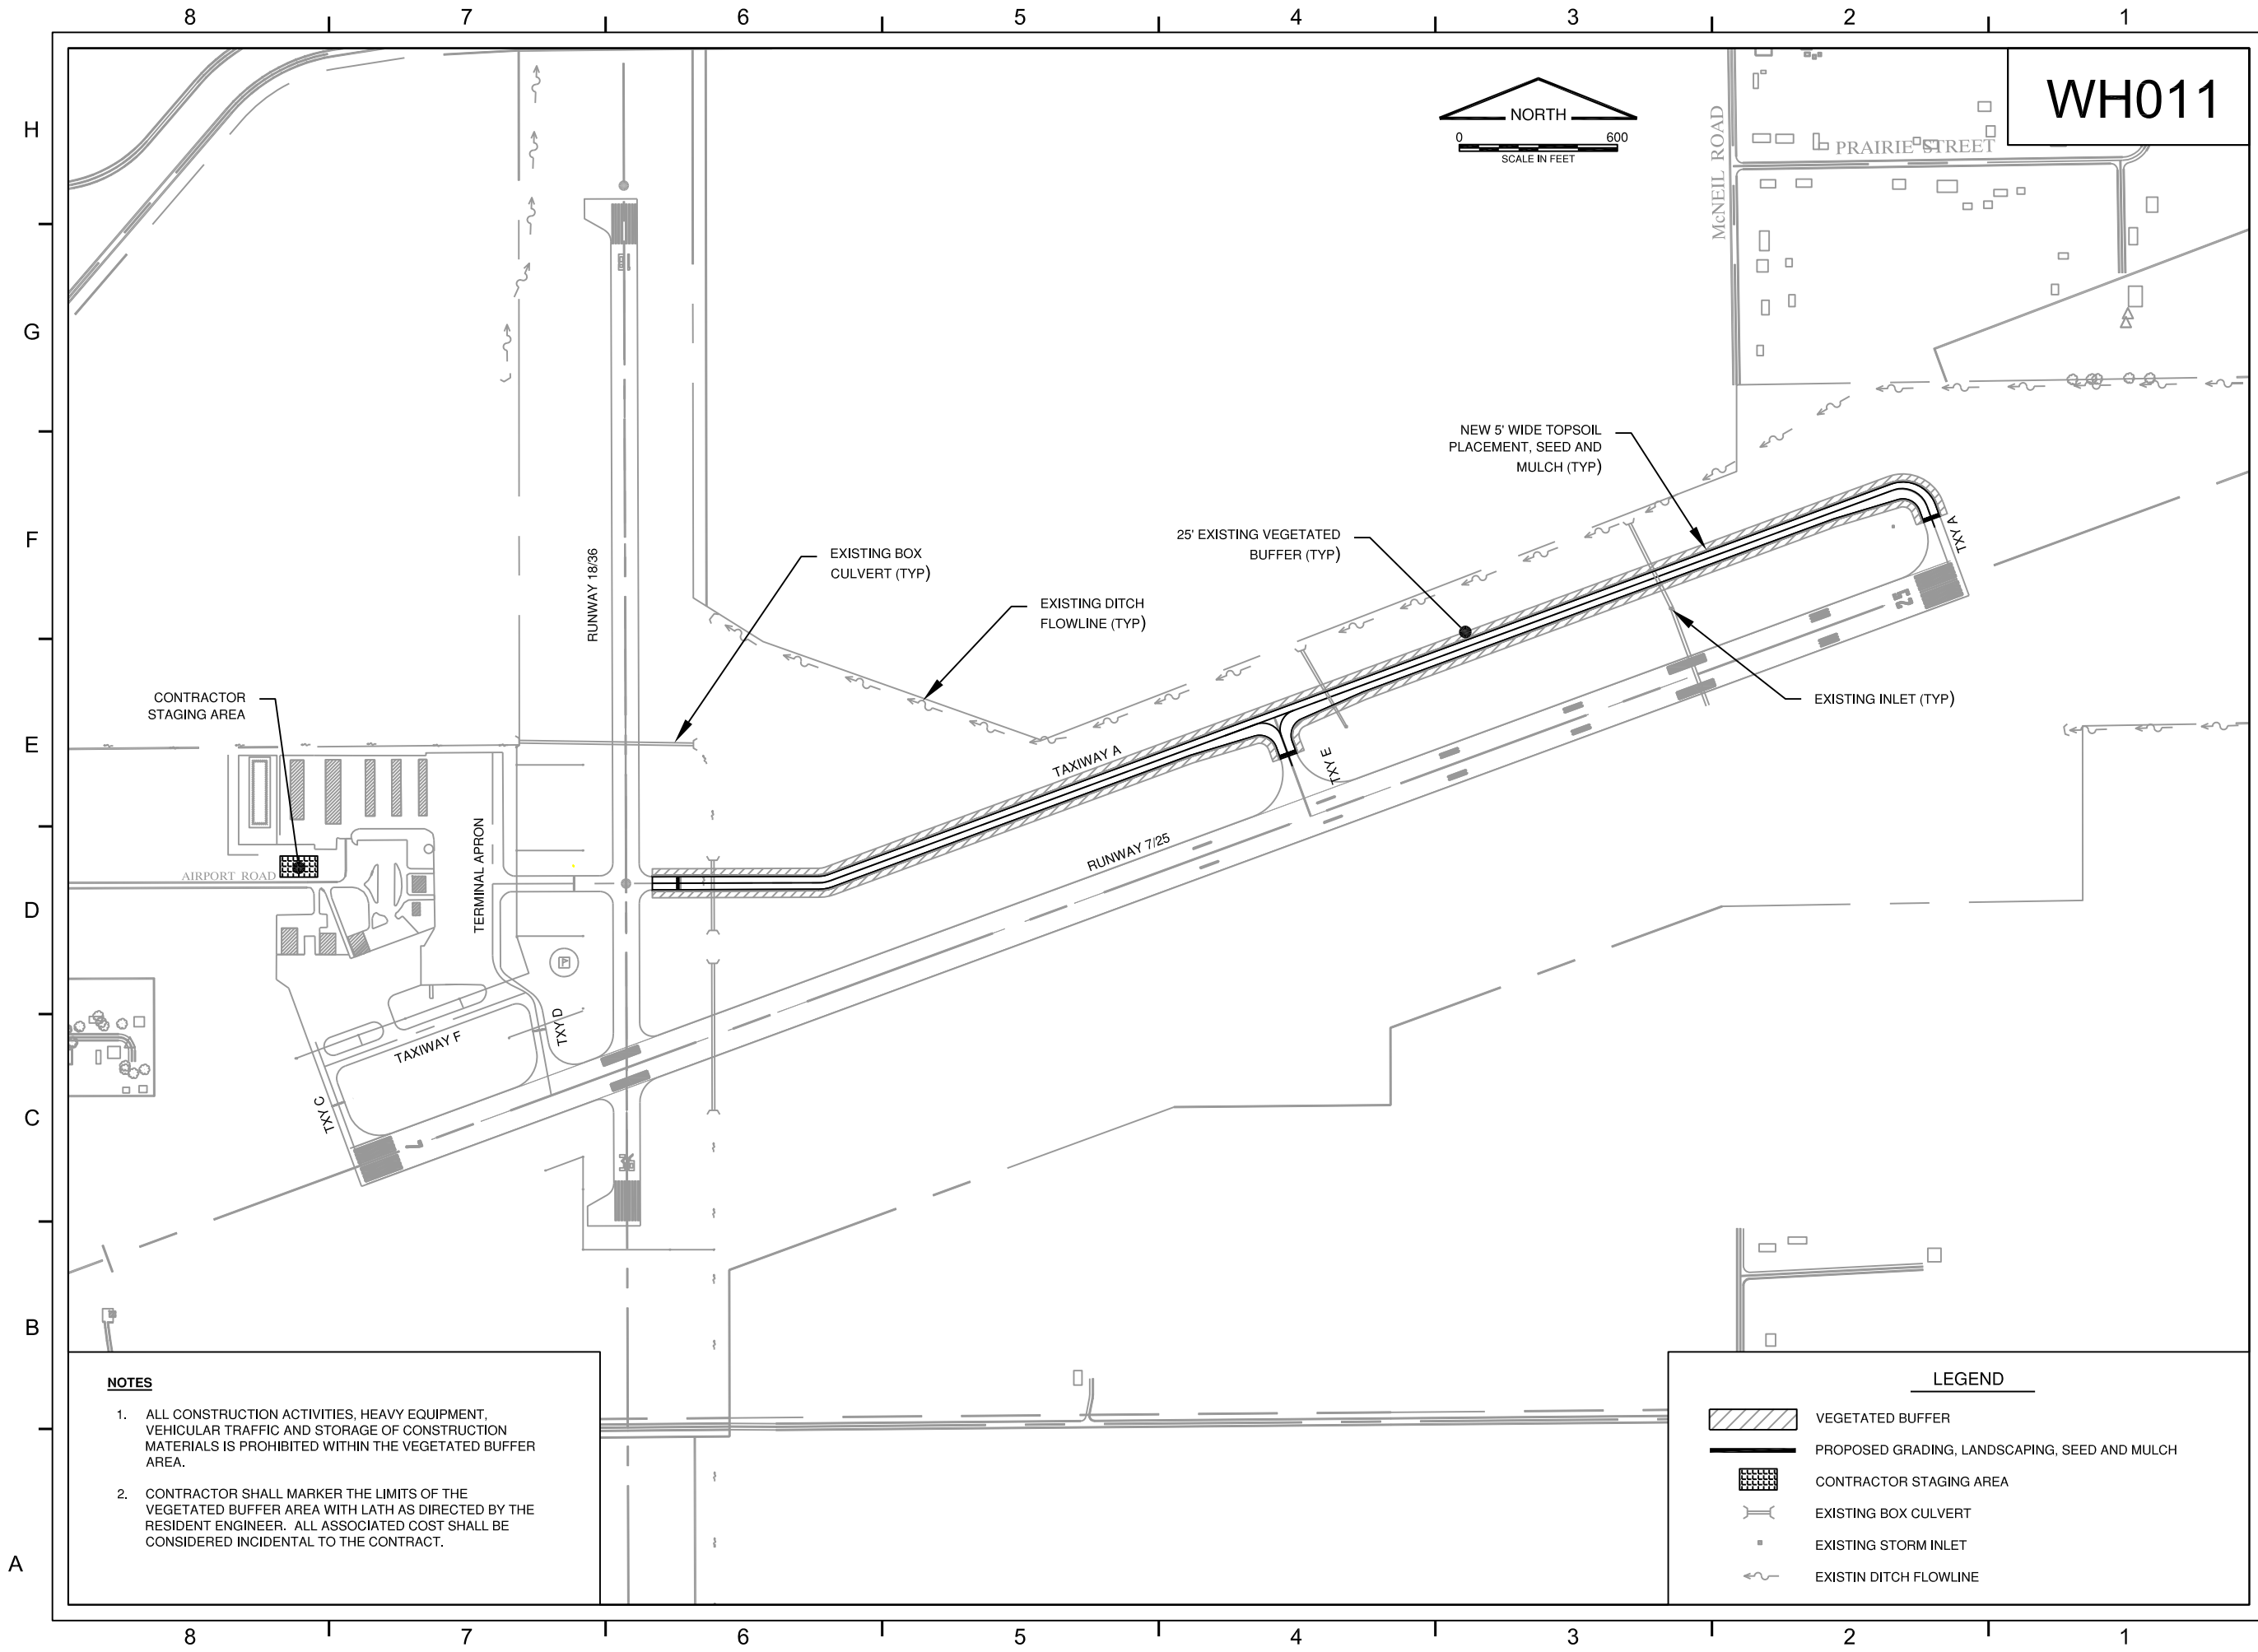 8 7 6 5 4 3 2 1
WH011
H
NORTH
0 600
SCALE IN FEET
McNEIL ROAD
PRAIRIE STREET
18
G
NEW 5' WIDE TOPSOIL
PLACEMENT, SEED AND
MULCH (TYP)
F
25' EXISTING VEGETATED
BUFFER (TYP)
EXISTING BOX
CULVERT (TYP)
RUNWAY 18/36
TXY A
EXISTING DITCH
FLOWLINE (TYP)
25
CONTRACTOR
STAGING AREA
EXISTING INLET (TYP)
E
TAXIWAY A
TXY E
TERMINAL APRON
RUNWAY 7/25
AIRPORT ROAD
D
P
TXY D
TAXIWAY F
TXY C
C
7
36
B
NOTES
1. ALL CONSTRUCTION ACTIVITIES, HEAVY EQUIPMENT,
VEHICULAR TRAFFIC AND STORAGE OF CONSTRUCTION
MATERIALS IS PROHIBITED WITHIN THE VEGETATED BUFFER
AREA.
2. CONTRACTOR SHALL MARKER THE LIMITS OF THE
VEGETATED BUFFER AREA WITH LATH AS DIRECTED BY THE
RESIDENT ENGINEER. ALL ASSOCIATED COST SHALL BE
CONSIDERED INCIDENTAL TO THE CONTRACT.
A
LEGEND
VEGETATED BUFFER
PROPOSED GRADING, LANDSCAPING, SEED AND MULCH
CONTRACTOR STAGING AREA
EXISTING BOX CULVERT
EXISTING STORM INLET
EXISTIN DITCH FLOWLINE
8 7 6 5 4 3 2 1